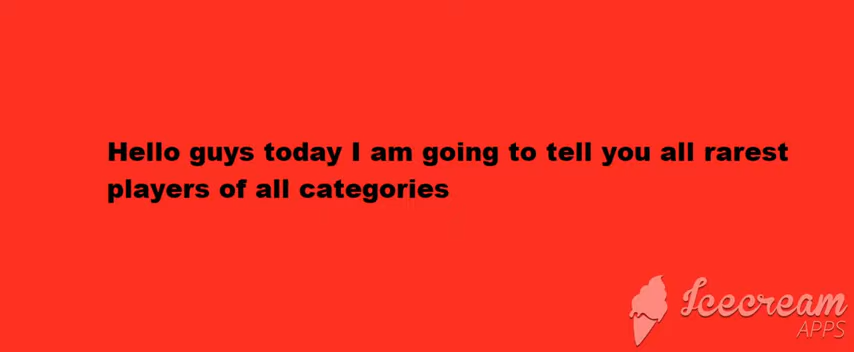 Hello guys today I am going to tell you all rarest
players of all categories
Icecream
APPS